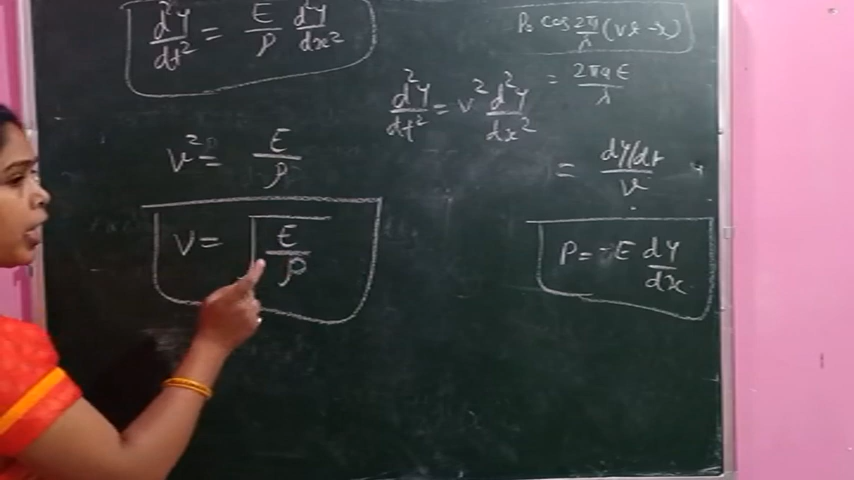 d²y/dt² = E/ρ d²y/dx²
v² = E/ρ
v = √E/ρ
d²y/dt² = v² d²y/dx²
P₀ cos 2π/λ (vt - x)
= 2πaE/λ
= dy/dt/v
P = -E dy/dx